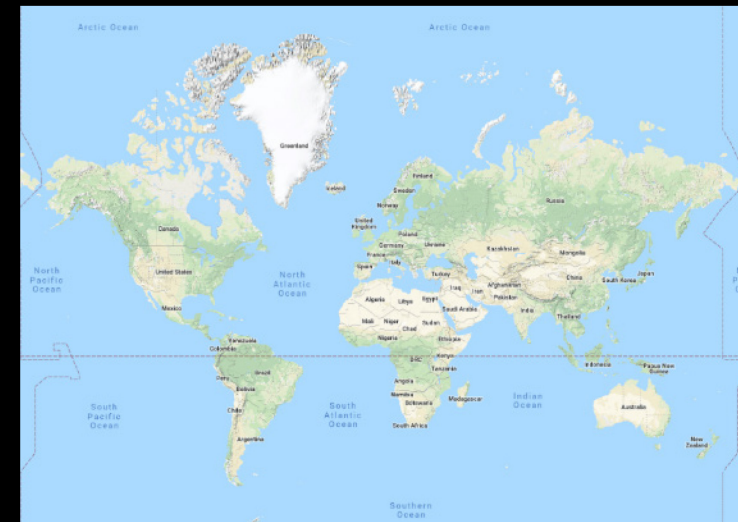 Arctic Ocean
Arctic Ocean
Greenland
Iceland
Finland
Sweden
Norway
Russia
United
Kingdom
Poland
Canada
Germany
Ukraine
France
Kazakhstan
Mongolia
Italy
Spain
North
Pacific
Ocean
United States
North
Atlantic
Ocean
Turkey
China
South Korea
Japan
Iraq
Iran
Afghanistan
Pakistan
Algeria
Libya
Egypt
Saudi Arabia
India
Mexico
Thailand
Mali
Niger
Chad
Sudan
Nigeria
Ethiopia
Venezuela
Colombia
DRC
Kenya
Tanzania
Indonesia
Papua New
Guinea
Peru
Brazil
Bolivia
Angola
Namibia
Botswana
Madagascar
Indian
Ocean
South
Pacific
Ocean
Chile
South
Atlantic
Ocean
Australia
South Africa
Argentina
New
Zealand
Southern
Ocean